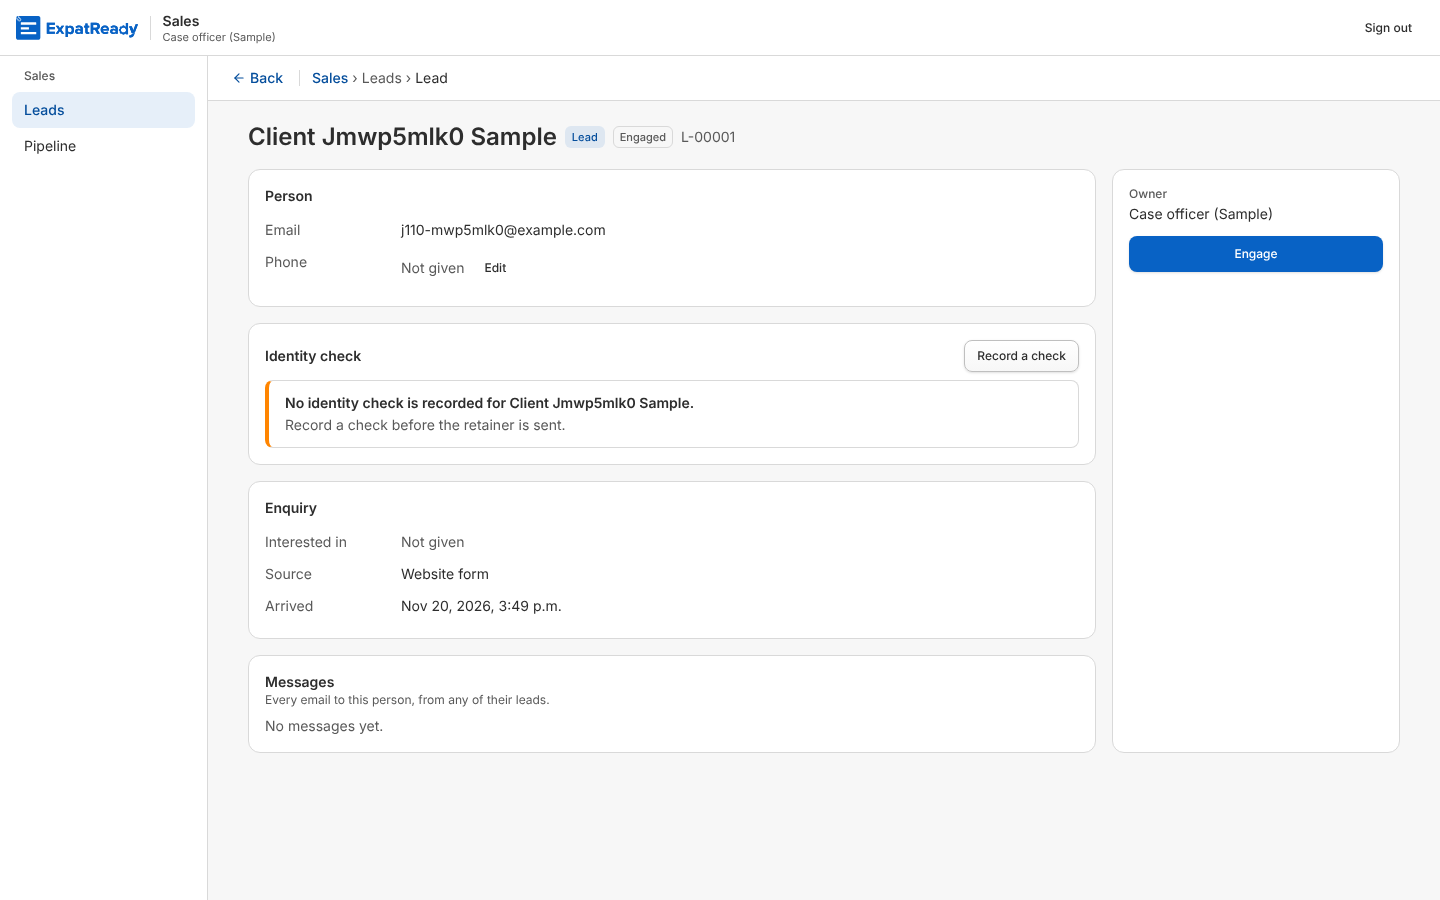 ExpatReady
Sales
Case officer (Sample)
Sign out
Sales
Leads
Pipeline
← Back
Sales › Leads › Lead
Client Jmwp5mlk0 Sample Lead Engaged L-00001
Person
Email j110-mwp5mlk0@example.com
Phone Not given Edit
Identity check Record a check
No identity check is recorded for Client Jmwp5mlk0 Sample.
Record a check before the retainer is sent.
Enquiry
Interested in Not given
Source Website form
Arrived Nov 20, 2026, 3:49 p.m.
Messages
Every email to this person, from any of their leads.
No messages yet.
Owner
Case officer (Sample)
Engage